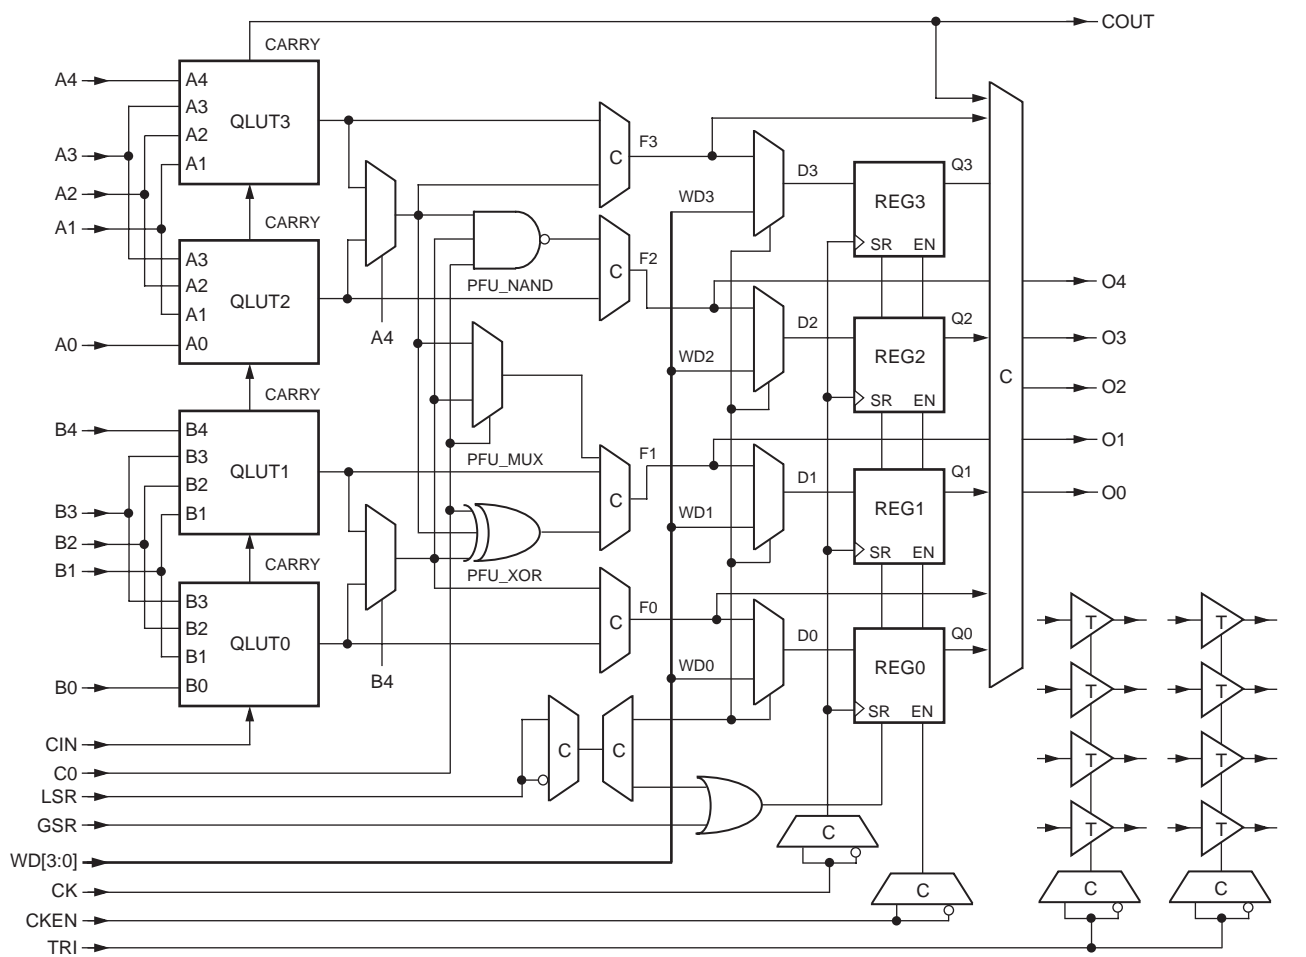 COUT
CARRY
A4
A4
A3
QLUT3
A2
F3
A3
A1
C
D3
Q3
REG3
A2
WD3
A1
CARRY
SR EN
A3
A2
QLUT2
C
F2
PFU_NAND
O4
A1
A0
A0
A4
D2
Q2
O3
WD2
REG2
C
O2
CARRY
SR EN
B4
B4
B3
QLUT1
PFU_MUX
F1
O1
B2
C
D1
Q1
O0
B3
B1
WD1
REG1
B2
SR EN
B1
CARRY
PFU_XOR
B3
F0
B2
QLUT0
C
D0
Q0
T T
B1
WD0
REG0
B0
B0
B4
T T
SR EN
CIN
C C
T T
C0
LSR
GSR
C
T T
WD[3:0]
CK
C
C C
CKEN
TRI